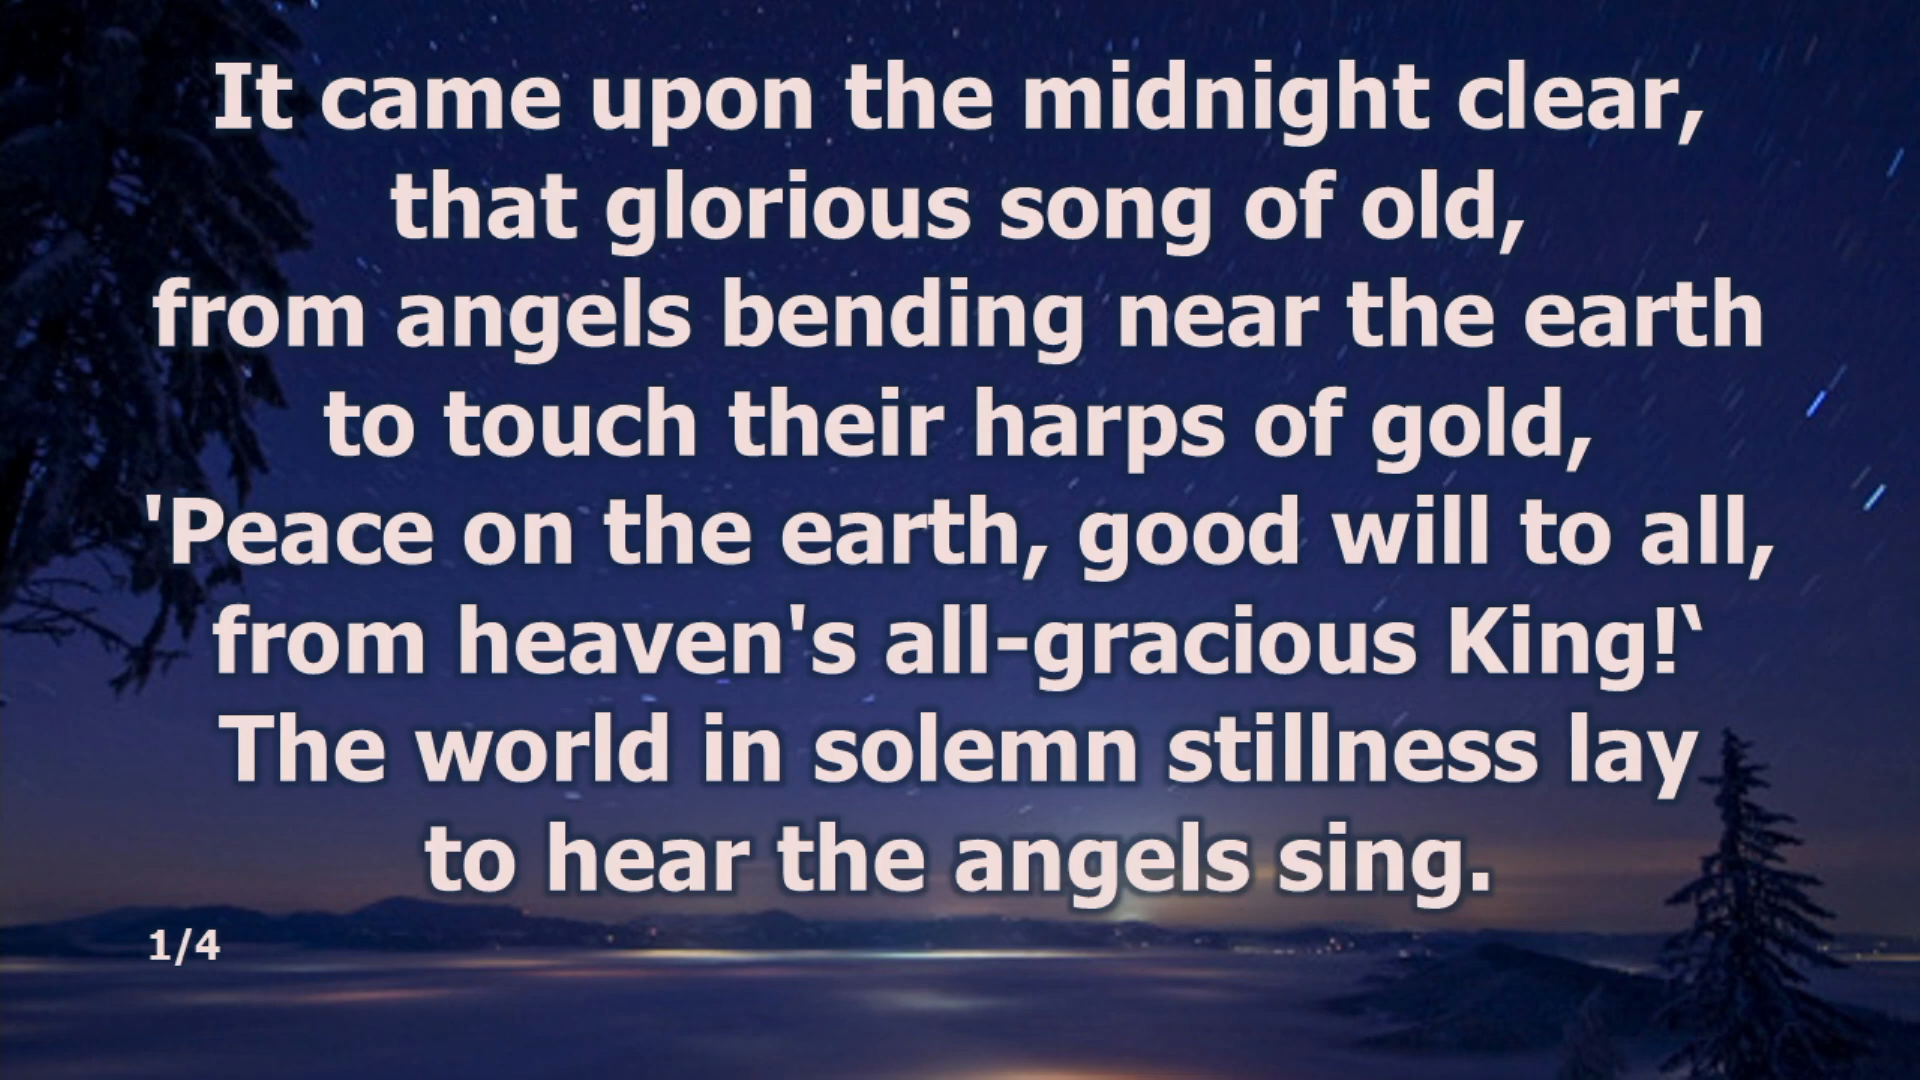 It came upon the midnight clear,
that glorious song of old,
from angels bending near the earth
to touch their harps of gold,
'Peace on the earth, good will to all,
from heaven's all-gracious King!‘
The world in solemn stillness lay
to hear the angels sing.
1/4